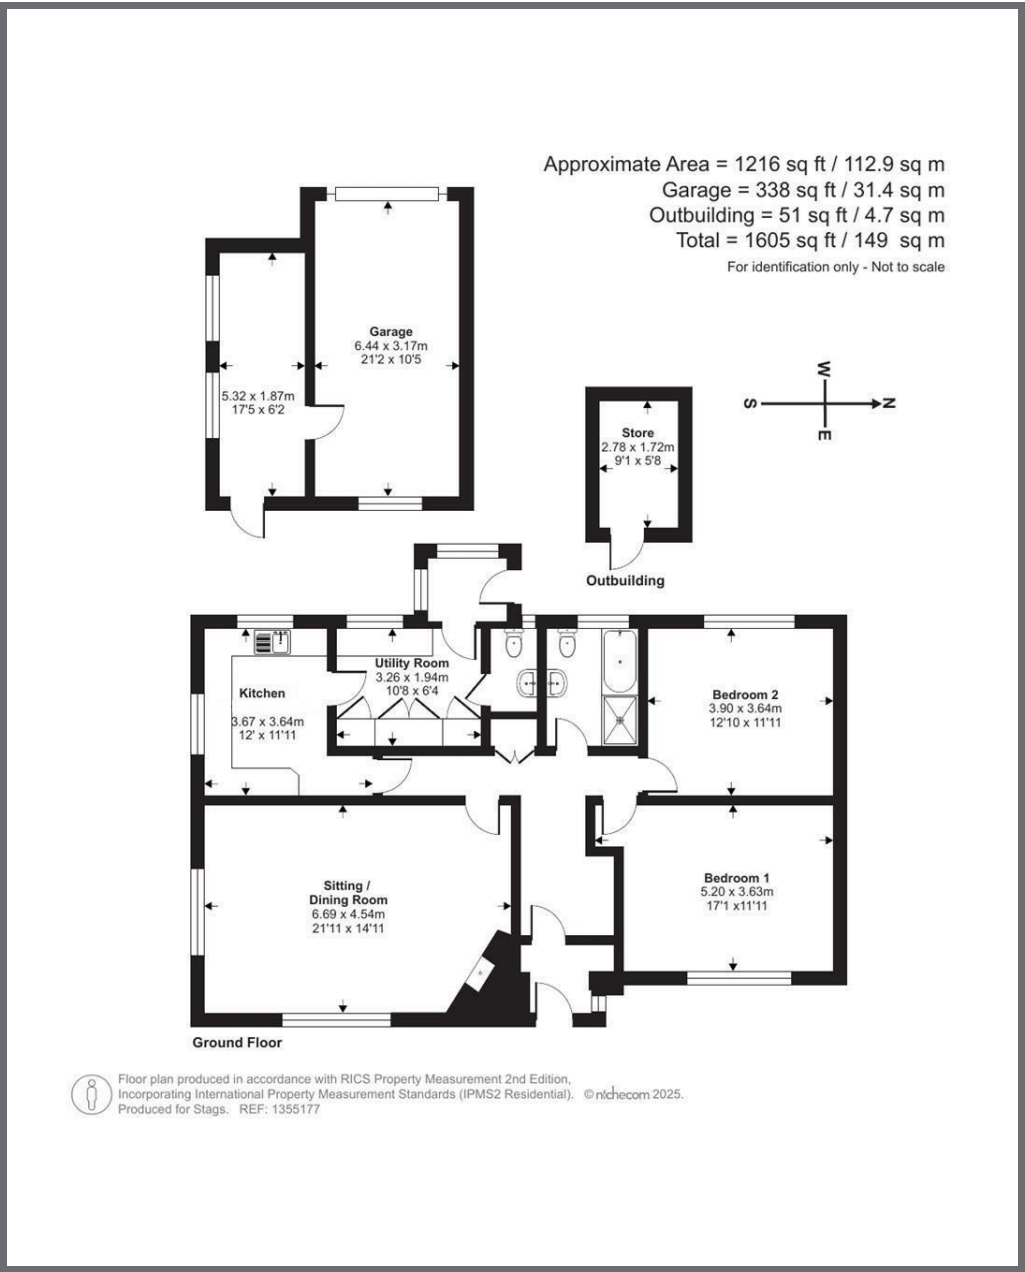 Approximate Area = 1216 sq ft / 112.9 sq m
Garage = 338 sq ft / 31.4 sq m
Outbuilding = 51 sq ft / 4.7 sq m
Total = 1605 sq ft / 149 sq m
For identification only - Not to scale
Garage
6.44 x 3.17m
21'2 x 10'5
5.32 x 1.87m
17'5 x 6'2
W
S
N
E
Store
2.78 x 1.72m
9'1 x 5'8
Outbuilding
Utility Room
3.26 x 1.94m
10'8 x 6'4
Kitchen
3.67 x 3.64m
12' x 11'11
Bedroom 2
3.90 x 3.64m
12'10 x 11'11
Sitting /
Dining Room
6.69 x 4.54m
21'11 x 14'11
Bedroom 1
5.20 x 3.63m
17'1 x11'11
Ground Floor
Floor plan produced in accordance with RICS Property Measurement 2nd Edition,
Incorporating International Property Measurement Standards (IPMS2 Residential). © nichecom 2025.
Produced for Stags. REF: 1355177